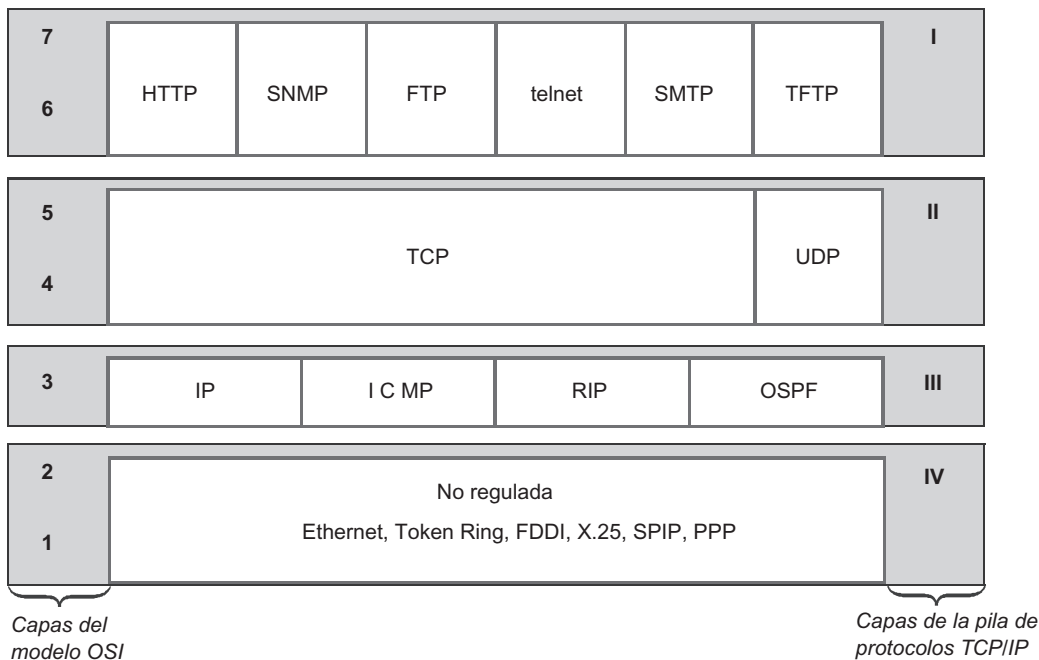 7
6
HTTP
SNMP
FTP
telnet
SMTP
TFTP
I
5
4
TCP
UDP
II
3
IP
I C MP
RIP
OSPF
III
2
1
No regulada
Ethernet, Token Ring, FDDI, X.25, SPIP, PPP
IV
Capas del
modelo OSI
Capas de la pila de
protocolos TCP/IP